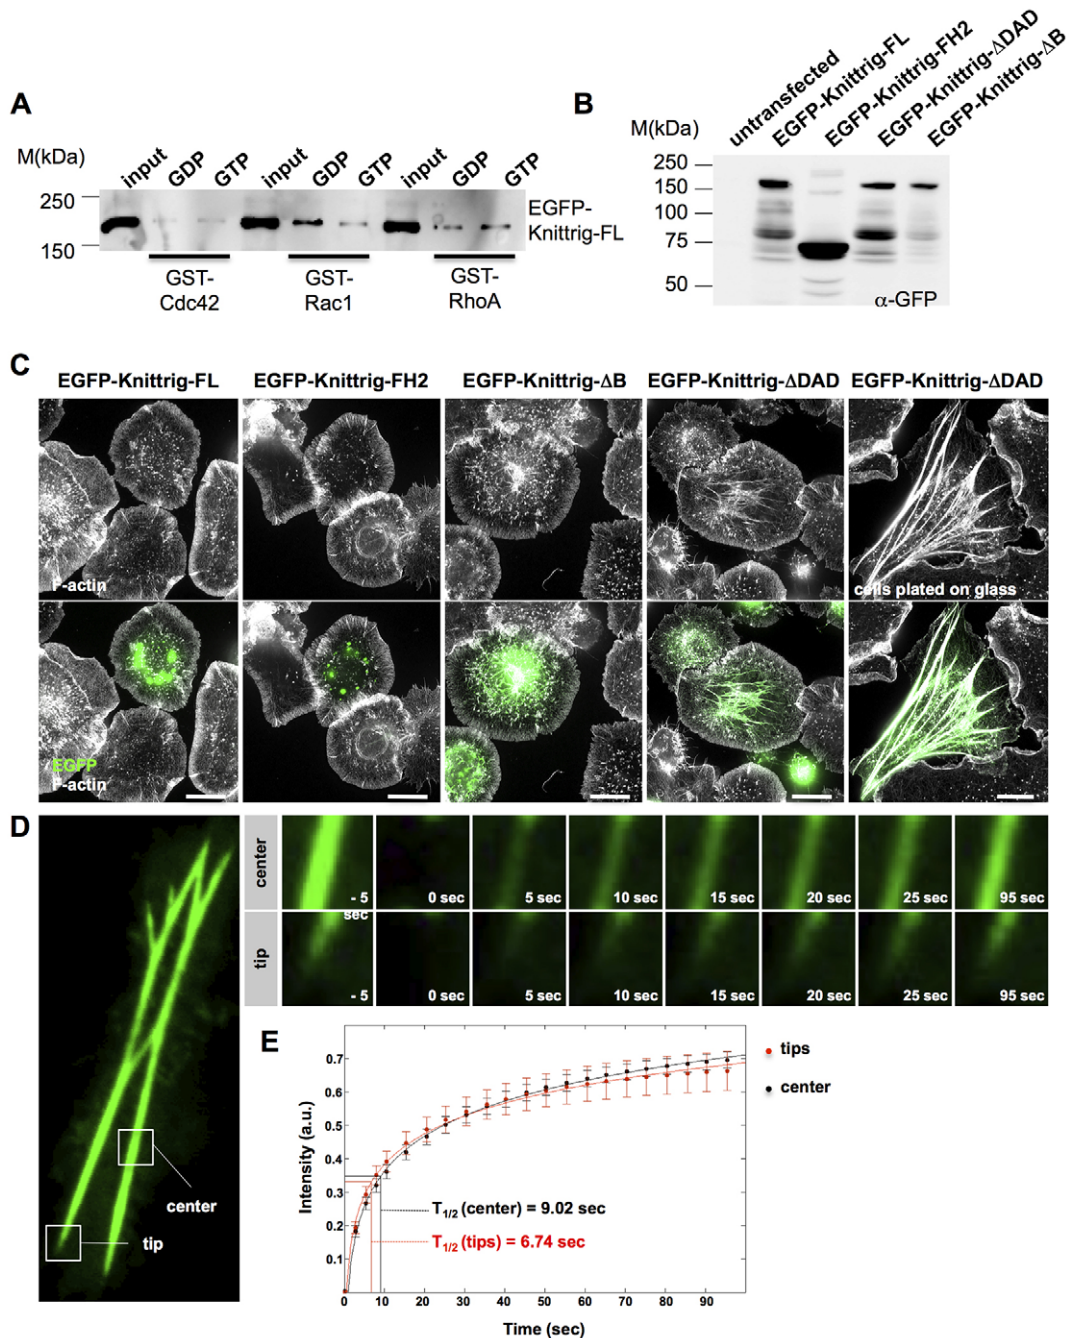 A
M(kDa)
input GDP GTP input GDP GTP input GDP GTP
250
150
EGFP-
Knittrig-FL
GST-
Cdc42
GST-
Rac1
GST-
RhoA
B
M(kDa)
untransfected
EGFP-Knittrig-FL
EGFP-Knittrig-FH2
EGFP-Knittrig-ΔDAD
EGFP-Knittrig-ΔB
250
150
100
75
50
α-GFP
C
EGFP-Knittrig-FL EGFP-Knittrig-FH2 EGFP-Knittrig-ΔB EGFP-Knittrig-ΔDAD EGFP-Knittrig-ΔDAD
F-actin
cells plated on glass
EGFP
F-actin
D
center
tip
center
- 5 sec
0 sec
5 sec
10 sec
15 sec
20 sec
25 sec
95 sec
tip
- 5
0 sec
5 sec
10 sec
15 sec
20 sec
25 sec
95 sec
E
Intensity (a.u.)
0.7
0.6
0.5
0.4
0.3
0.2
0.1
T1/2 (center) = 9.02 sec
T1/2 (tips) = 6.74 sec
0 10 20 30 40 50 60 70 80 90
Time (sec)
tips
center